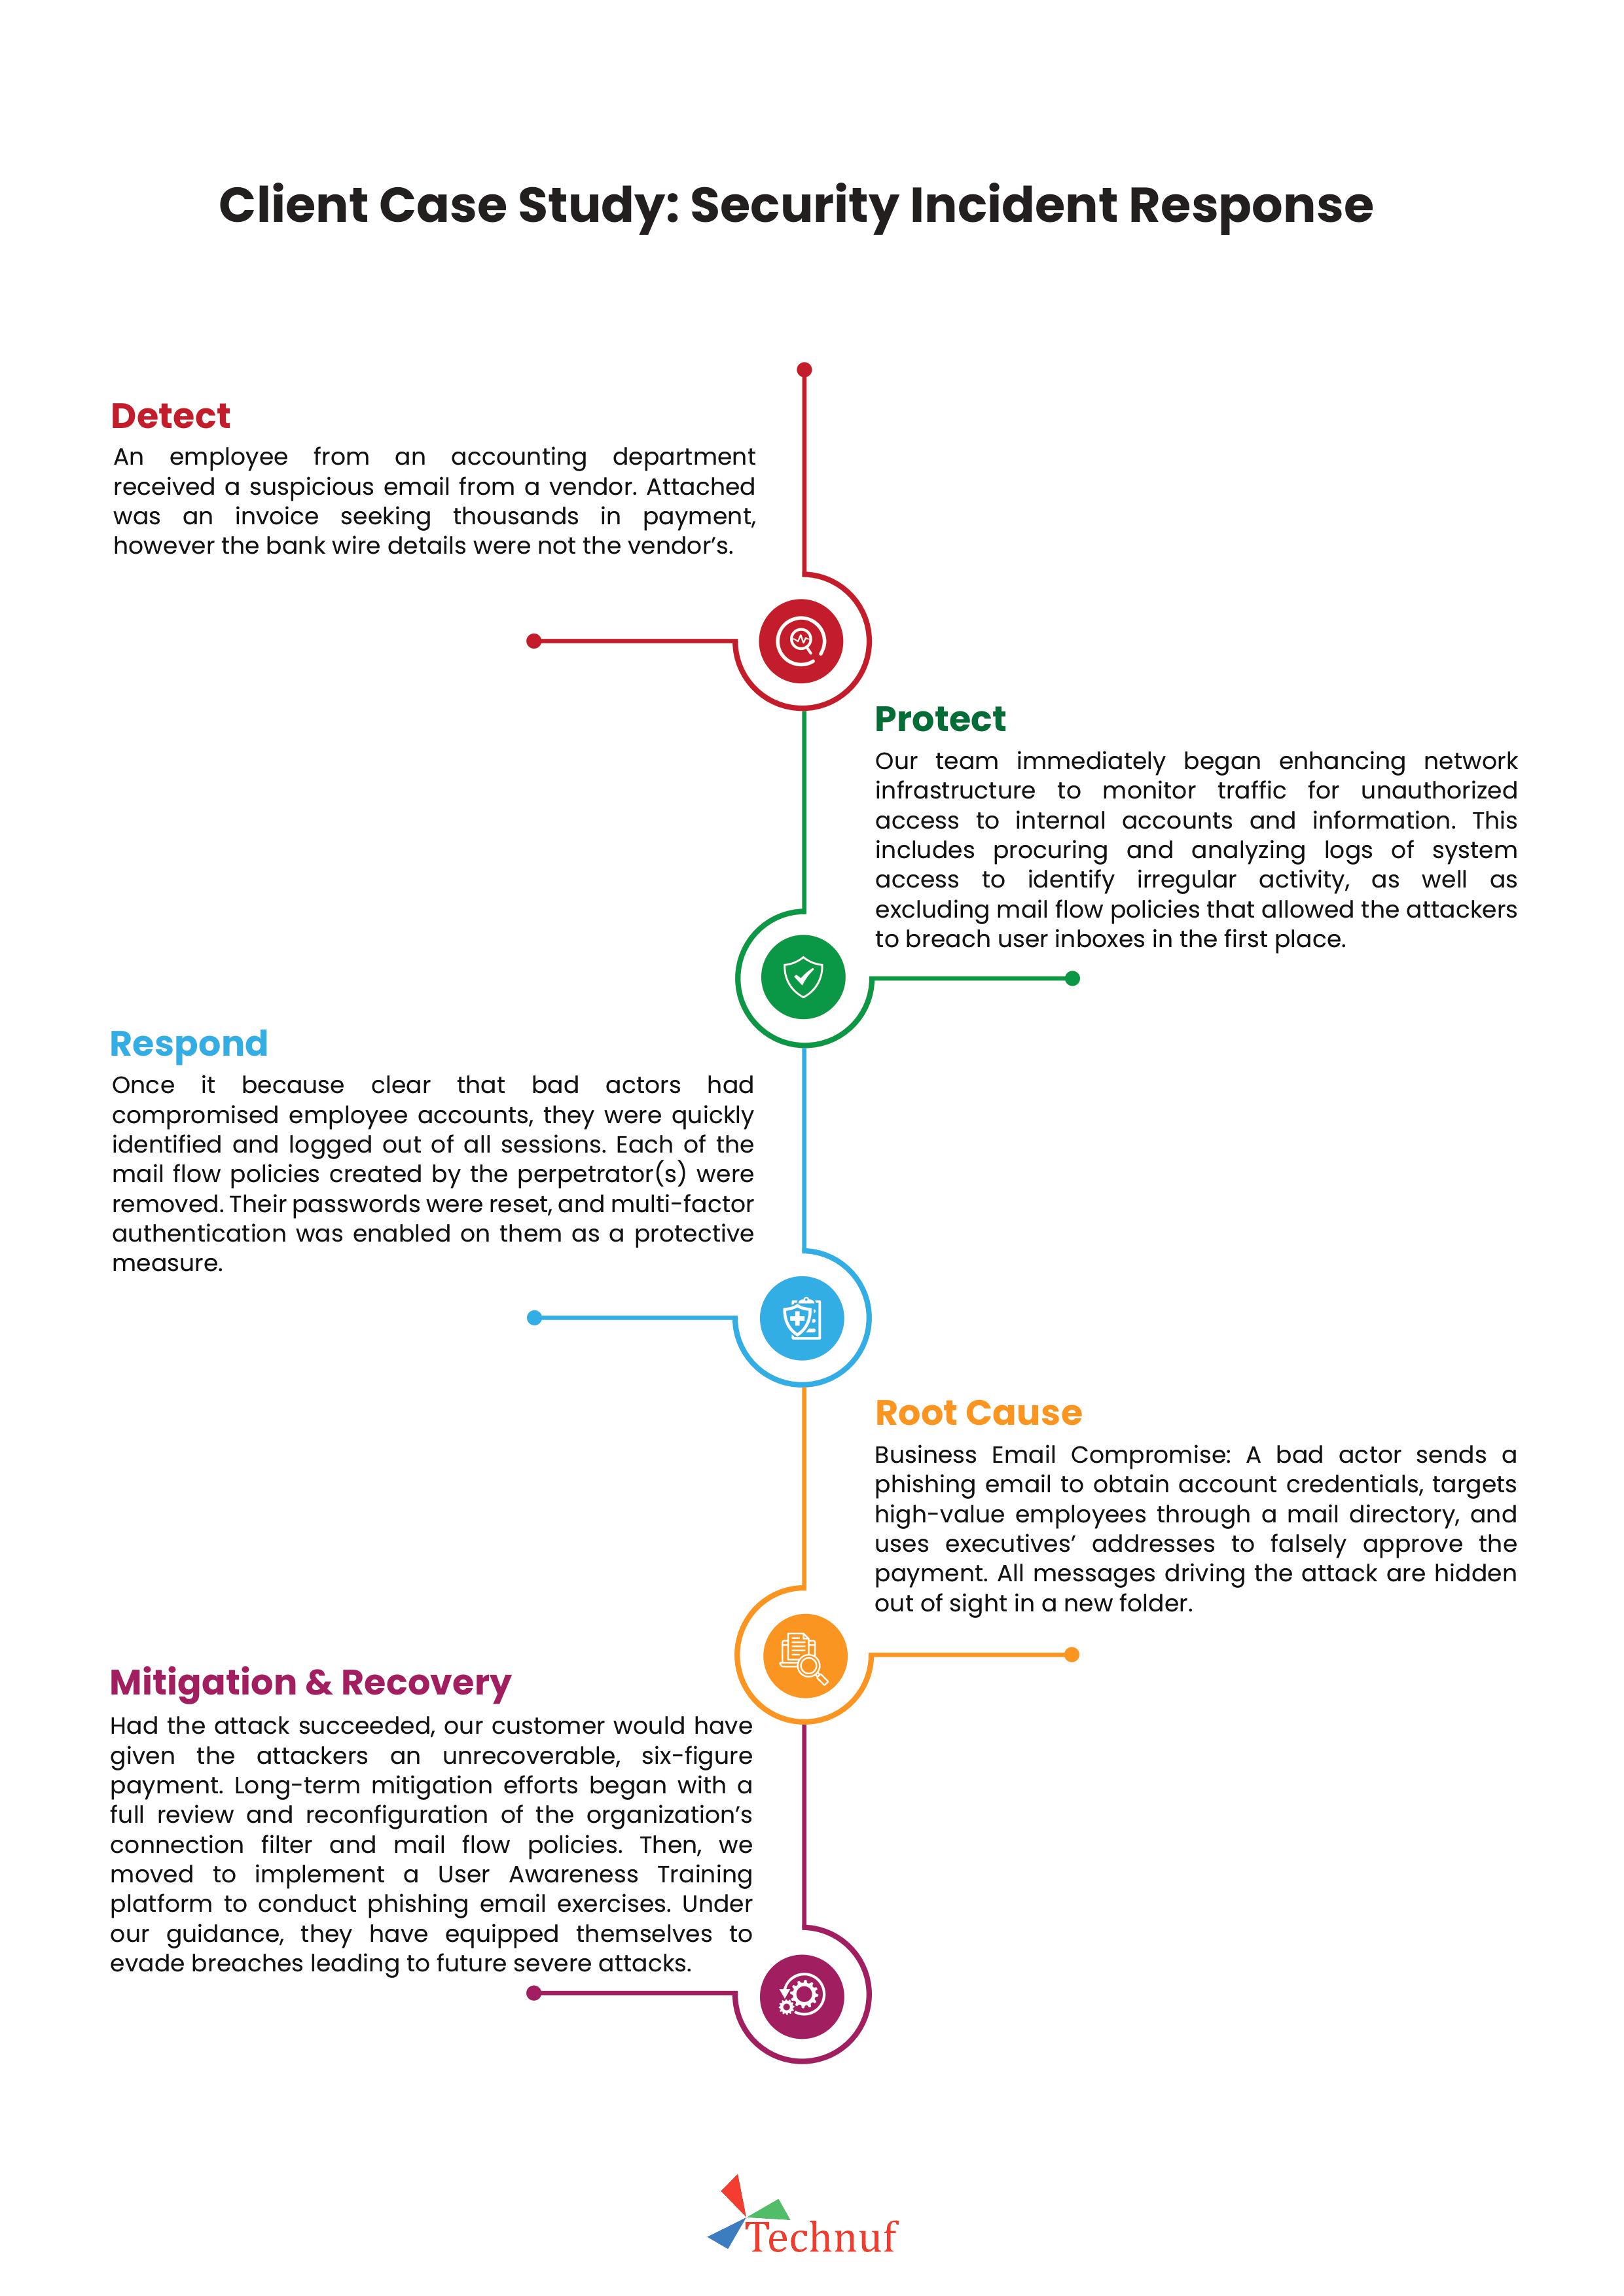 Client Case Study: Security Incident Response
Detect
An employee from an accounting department
received a suspicious email from a vendor. Attached
was an invoice seeking thousands in payment,
however the bank wire details were not the vendor's.
Protect
Our team immediately began enhancing network
infrastructure to monitor traffic for unauthorized
access to internal accounts and information. This
includes procuring and analyzing logs of system
access to identify irregular activity, as well as
excluding mail flow policies that allowed the attackers
to breach user inboxes in the first place.
Respond
Once it because clear that bad actors had
compromised employee accounts, they were quickly
identified and logged out of all sessions. Each of the
mail flow policies created by the perpetrator(s) were
removed. Their passwords were reset, and multi-factor
authentication was enabled on them as a protective
measure.
Root Cause
Business Email Compromise: A bad actor sends a
phishing email to obtain account credentials, targets
high-value employees through a mail directory, and
uses executives' addresses to falsely approve the
payment. All messages driving the attack are hidden
out of sight in a new folder.
Mitigation & Recovery
Had the attack succeeded, our customer would have
given the attackers an unrecoverable, six-figure
payment. Long-term mitigation efforts began with a
full review and reconfiguration of the organization's
connection filter and mail flow policies. Then, we
moved to implement a User Awareness Training
platform to conduct phishing email exercises. Under
our guidance, they have equipped themselves to
evade breaches leading to future severe attacks.
Technuf